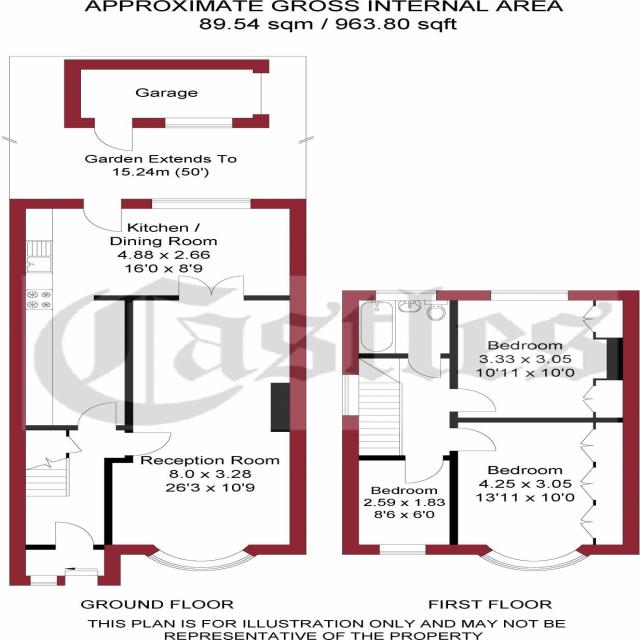 APPROXIMATE GROSS INTERNAL AREA
89.54 sqm / 963.80 sqft
Garage
Garden Extends To
15.24m (50')
Kitchen /
Dining Room
4.88 x 2.66
16'0 x 8'9
Castles
Bedroom
3.33 x 3.05
10'11 x 10'0
Reception Room
8.0 x 3.28
26'3 x 10'9
Bedroom
4.25 x 3.05
13'11 x 10'0
Bedroom
2.59 x 1.83
8'6 x 6'0
GROUND FLOOR
FIRST FLOOR
THIS PLAN IS FOR ILLUSTRATION ONLY AND MAY NOT BE
REPRESENTATIVE OF THE PROPERTY